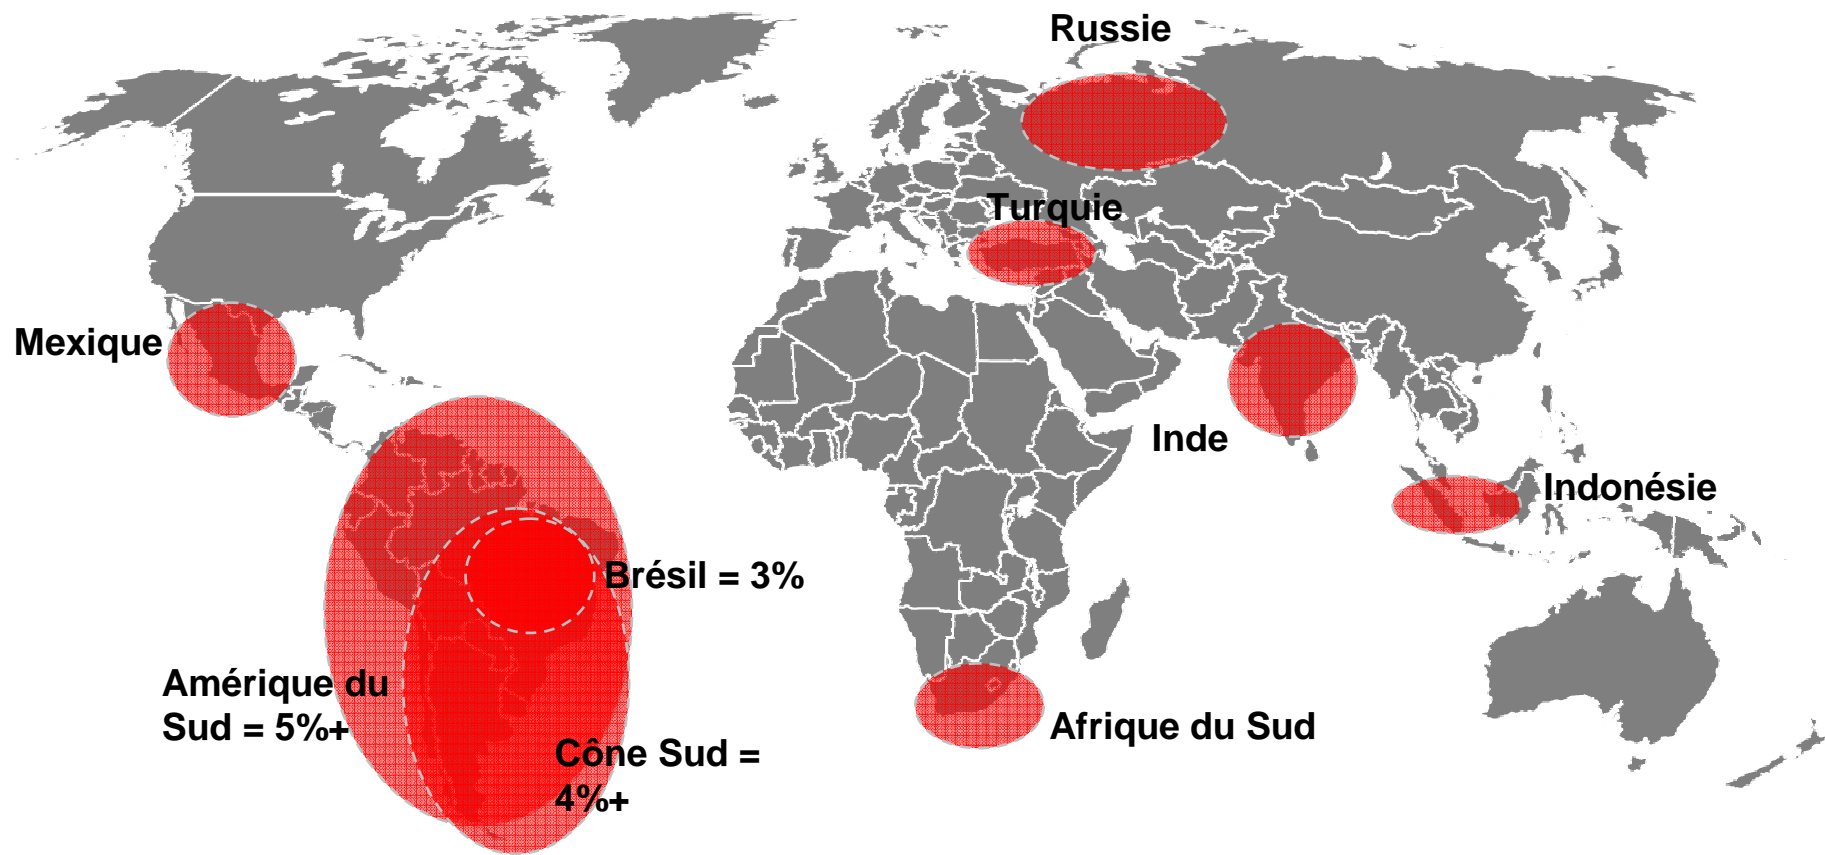 Russie
Turquie
Mexique
Inde
Indonésie
Brésil = 3%
Amérique du
Sud = 5%+
Afrique du Sud
Cône Sud =
4%+